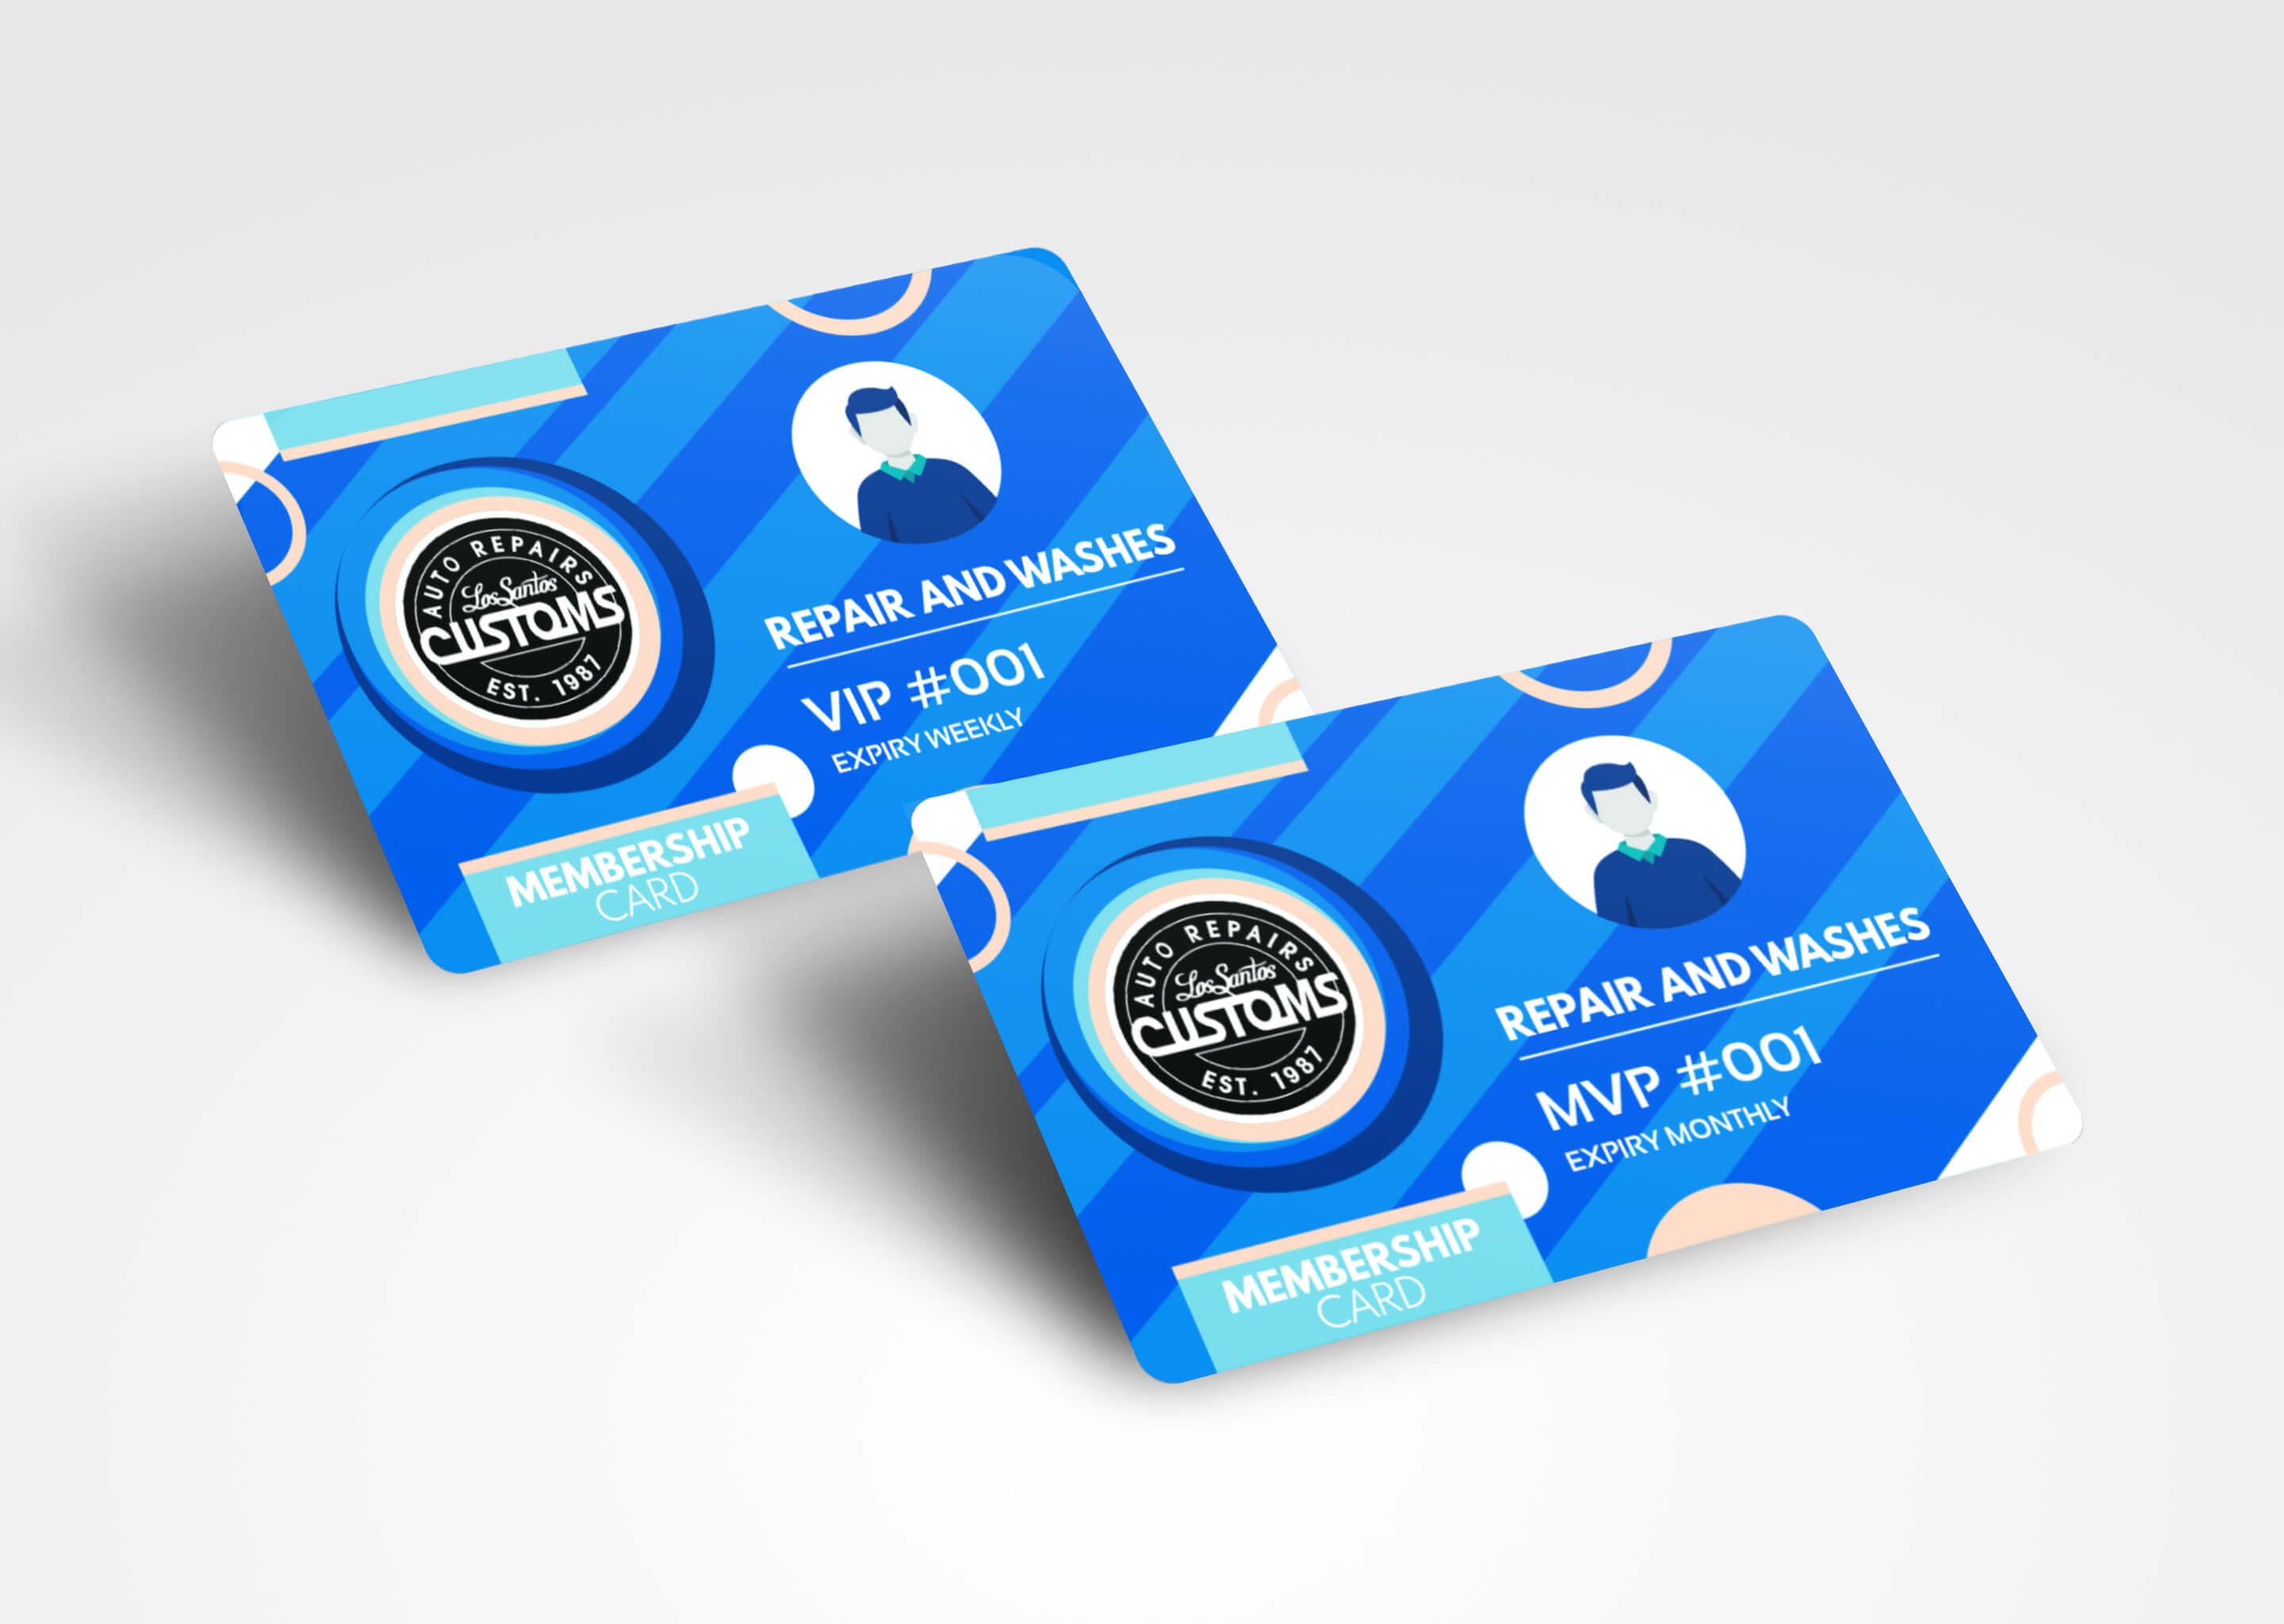 AUTO REPAIRS
Los Santos
CUSTOMS
EST. 1987
REPAIR AND WASHES
VIP #001
EXPIRY WEEKLY
MEMBERSHIP
CARD
AUTO REPAIRS
Los Santos
CUSTOMS
EST. 1987
REPAIR AND WASHES
MVP #001
EXPIRY MONTHLY
MEMBERSHIP
CARD